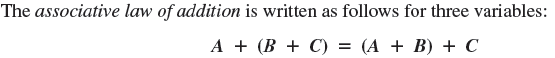 The associative law of addition is written as follows for three variables:
A + (B + C) = (A + B) + C